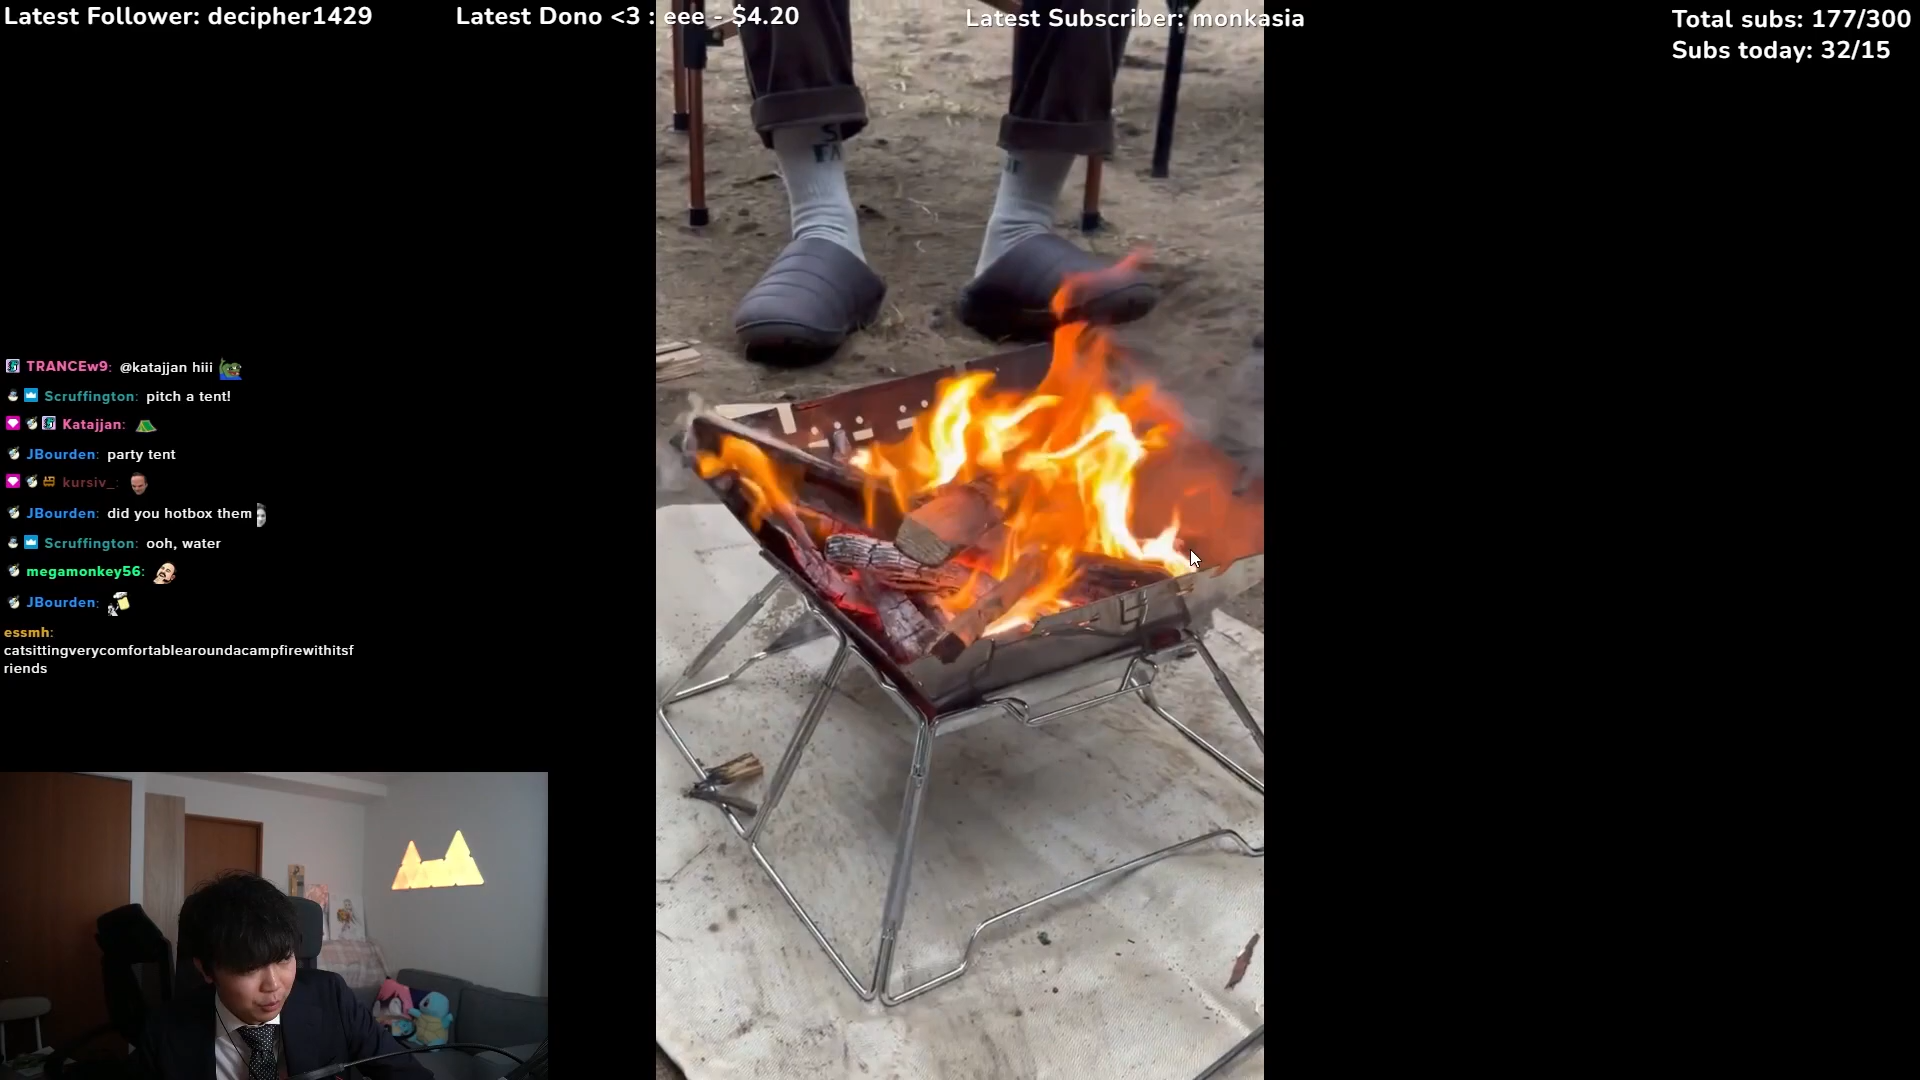 Latest Follower: decipher1429
Latest Dono <3 : eee - $4.20
Latest Subscriber: monkasia
Total subs: 177/300
Subs today: 32/15
TRANCEw9: @katajjan hiii
Scruffington: pitch a tent!
Katajjan:
JBourden: party tent
kursiv_:
JBourden: did you hotbox them
Scruffington: ooh, water
megamonkey56:
JBourden:
essmh:
catsittingverycomfortablearoundacampfirewithitsf
riends